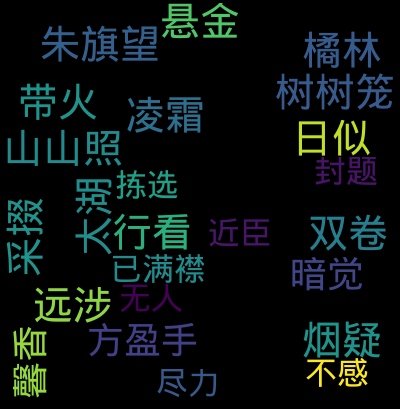 悬金
朱旗望
橘林
树树笼
带火
凌霜
日似
山山照
封题
拣选
太湖
采掇
行看
近臣
双卷
已满襟
暗觉
远涉
无人
方盈手
烟疑
馨香
不感
尽力